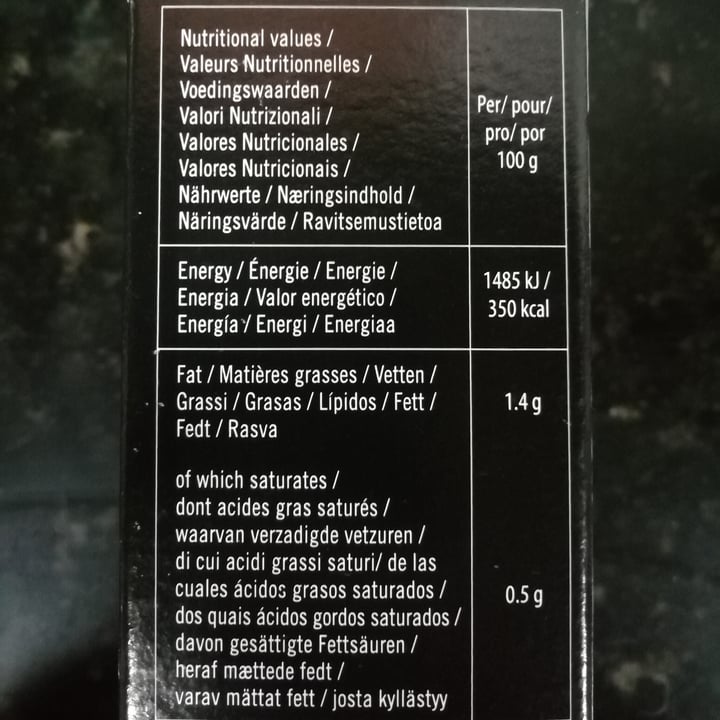 Nutritional values /
Valeurs Nutritionnelles /
Voedingswaarden /
Valori Nutrizionali /
Valores Nutricionales /
Valores Nutricionais /
Nährwerte / Næringsindhold /
Näringsvärde / Ravitsemustietoa
Per/ pour/
pro/ por
100 g
Energy / Énergie / Energie /
Energia / Valor energético /
Energía / Energi / Energiaa
1485 kJ /
350 kcal
Fat / Matières grasses / Vetten /
Grassi / Grasas / Lípidos / Fett /
Fedt / Rasva
1.4 g
of which saturates /
dont acides gras saturés /
waarvan verzadigde vetzuren /
di cui acidi grassi saturi/ de las
cuales ácidos grasos saturados /
dos quais ácidos gordos saturados /
davon gesättigte Fettsäuren /
heraf mættede fedt /
varav mättat fett / josta kyllästyy
0.5 g